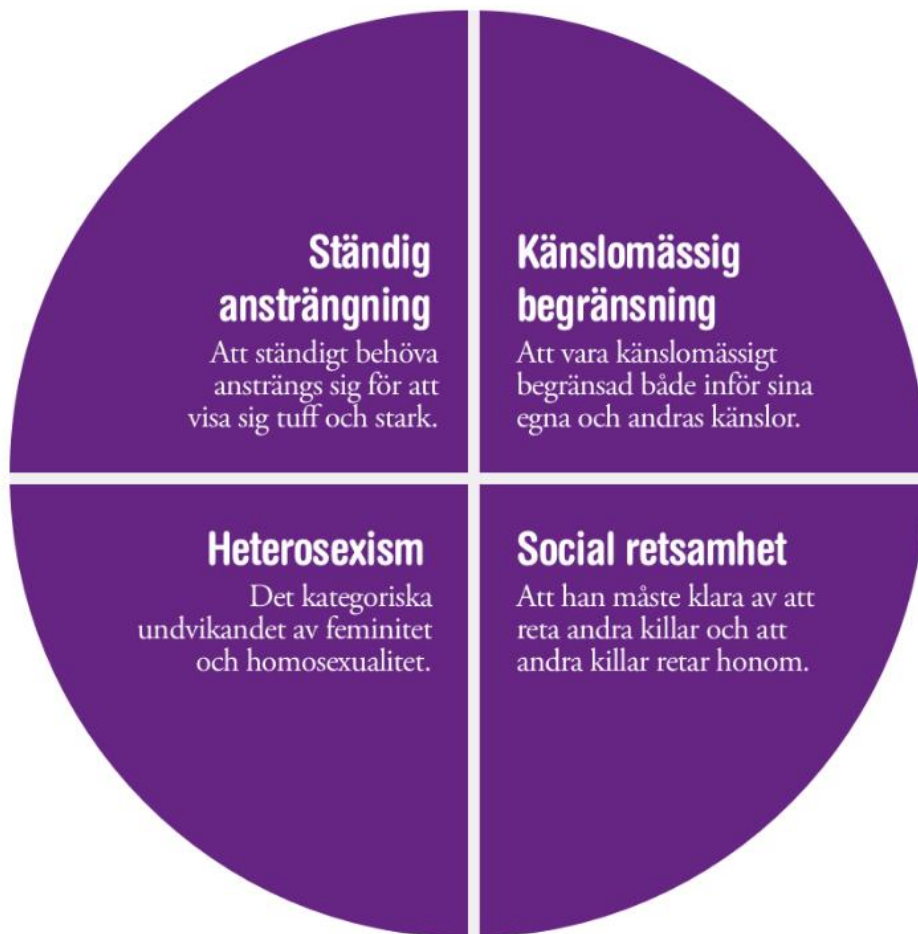 Ständig
ansträngning
Att ständigt behöva
ansträngs sig för att
visa sig tuff och stark.
Känslomässig
begränsning
Att vara känslomässigt
begränsad både inför sina
egna och andras känslor.
Heterosexism
Det kategoriska
undvikandet av feminitet
och homosexualitet.
Social retsamhet
Att han måste klara av att
reta andra killar och att
andra killar retar honom.